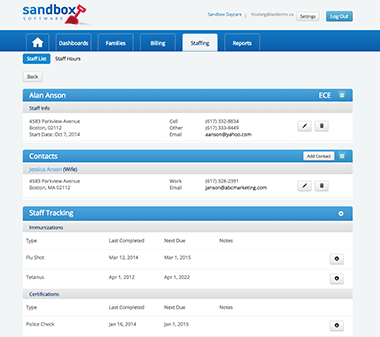 sandbox
SOFTWARE
Sandbox Daycare
Settings
Log Out
Dashboards Families Billing Staffing Reports
Staff List Staff Hours
Back
Alan Anson ECE
Staff Info
4583 Parkview Avenue Cell (617) 332-8834
Boston, 02112 Other (617) 333-4449
Start Date: Oct 7, 2014 Email aanson@yahoo.com
Contacts Add Contact
Jessica Anson (Wife)
4583 Parkview Avenue Work (617) 328-2391
Boston, MA 02112 Email janson@abcmarketing.com
Staff Tracking
Immunizations
Type Last Completed Next Due Notes
Flu Shot Mar 12, 2014 Mar 1, 2015
Tetanus Apr 1, 2012 Apr 1, 2022
Certifications
Type Last Completed Next Due Notes
Police Check Jan 16, 2014 Jan 1, 2015